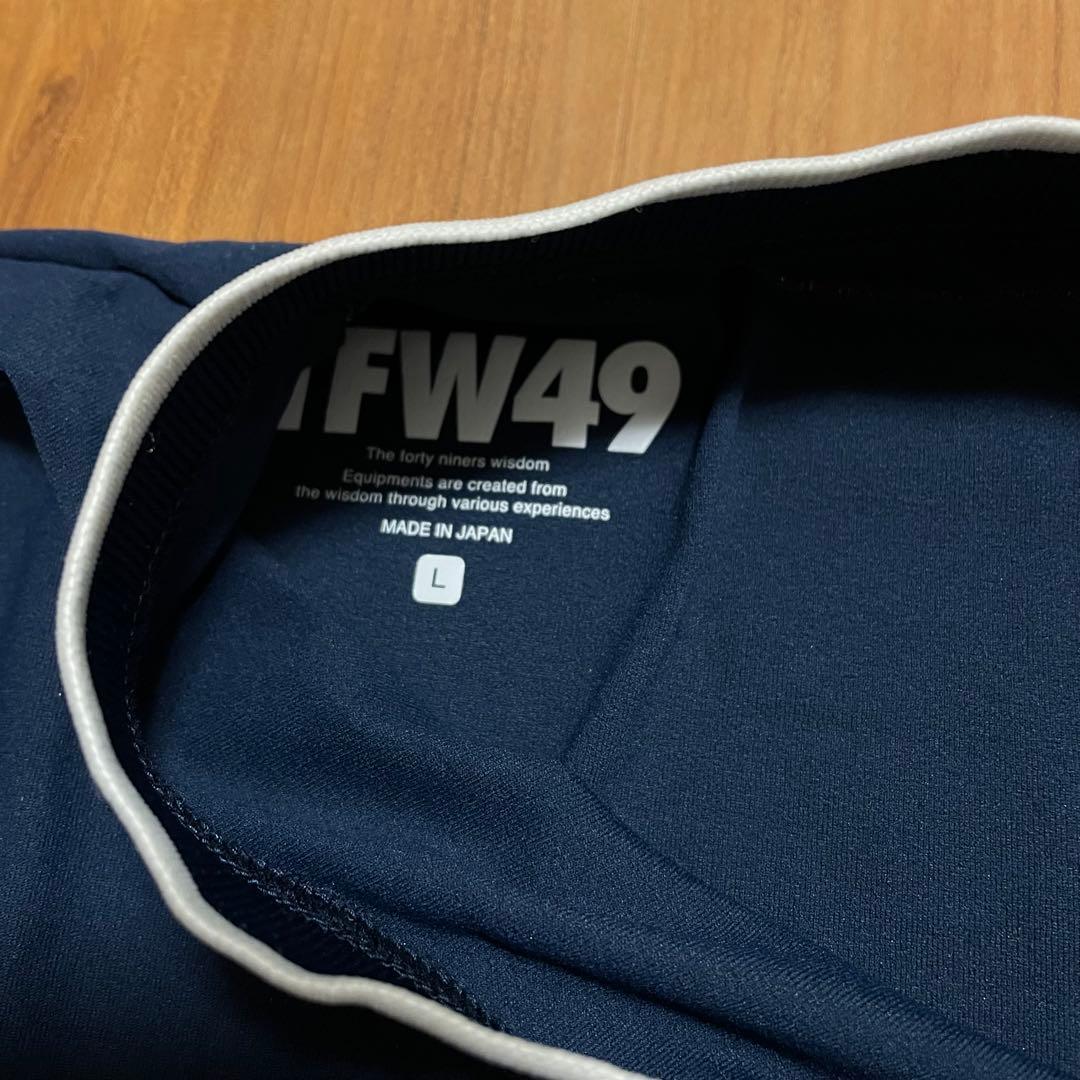 TFW49
The forty niners wisdom
Equipments are created from
the wisdom through various experiences
MADE IN JAPAN
L